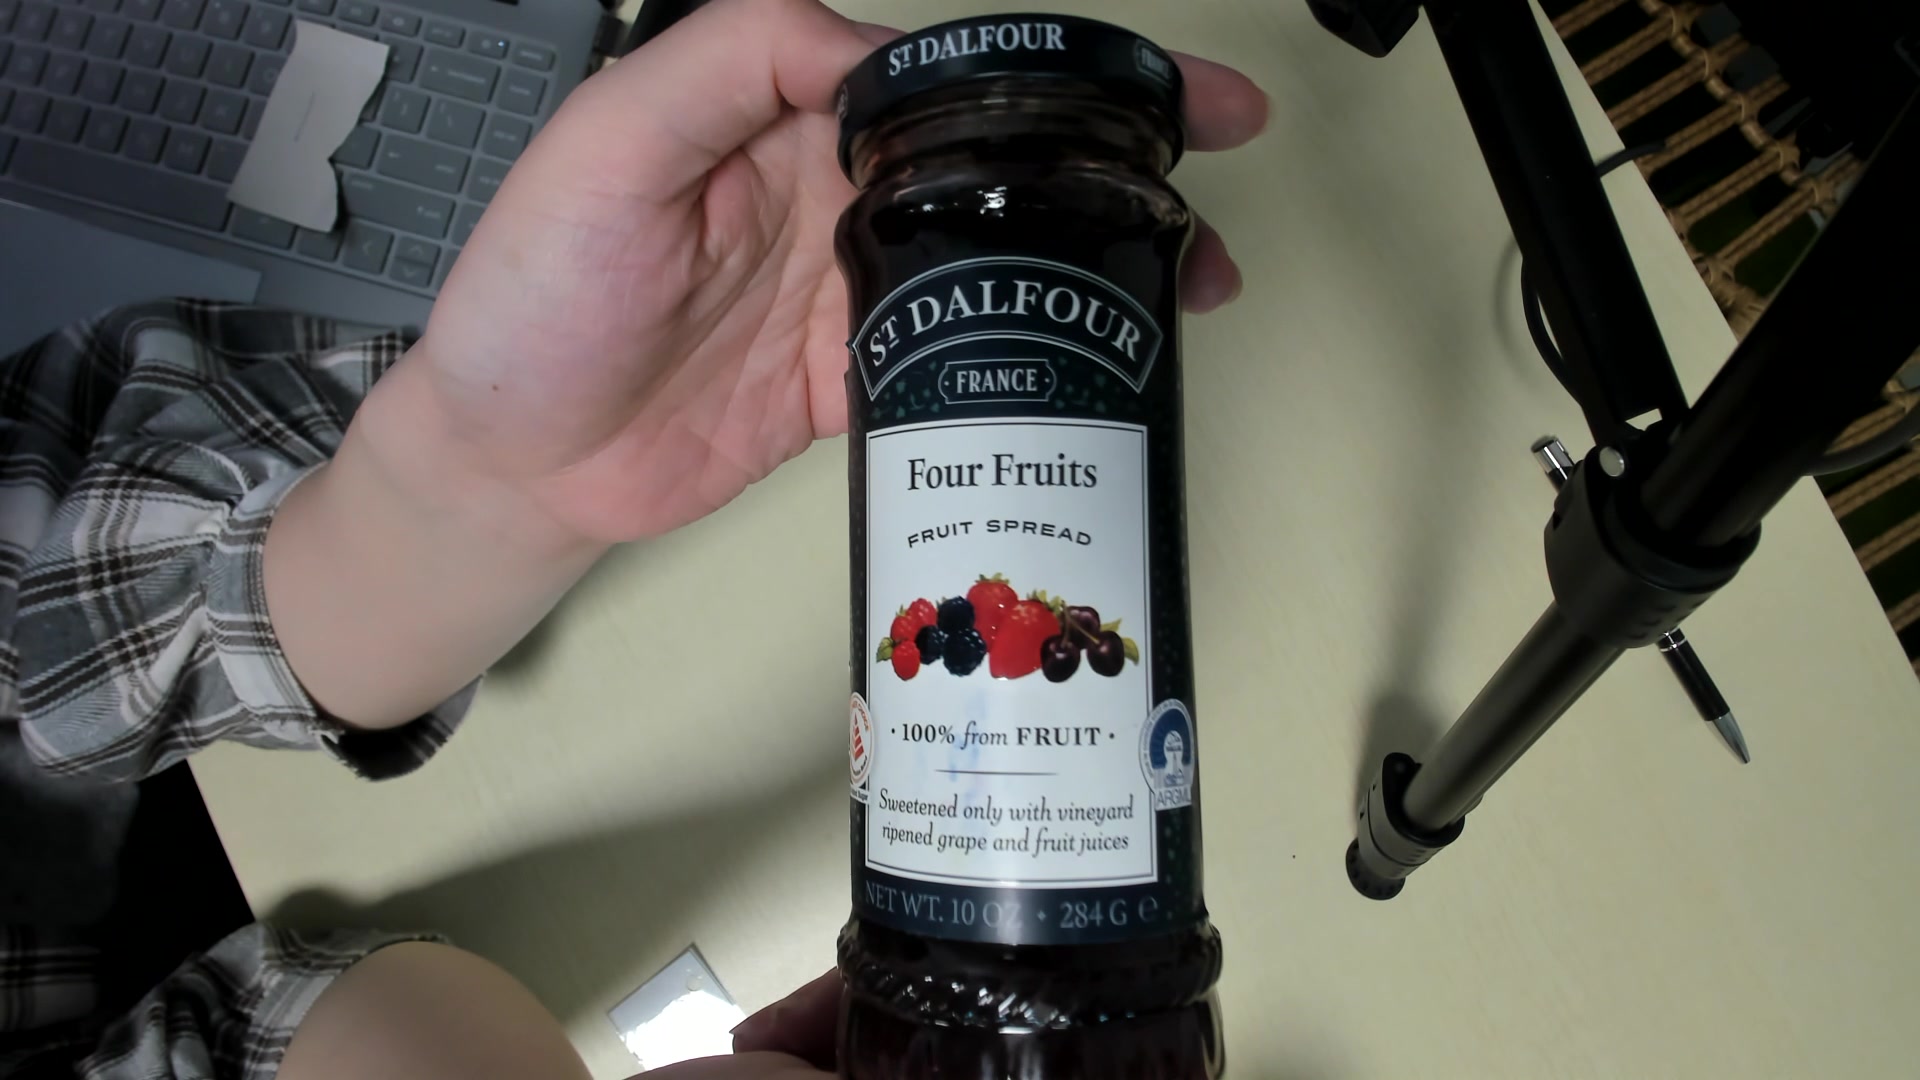 ST DALFOUR
FRANCE
ST DALFOUR
FRANCE
Four Fruits
FRUIT SPREAD
100% from FRUIT
Sweetened only with vineyard
ripened grape and fruit juices
NET WT. 10 OZ • 284 G ℮